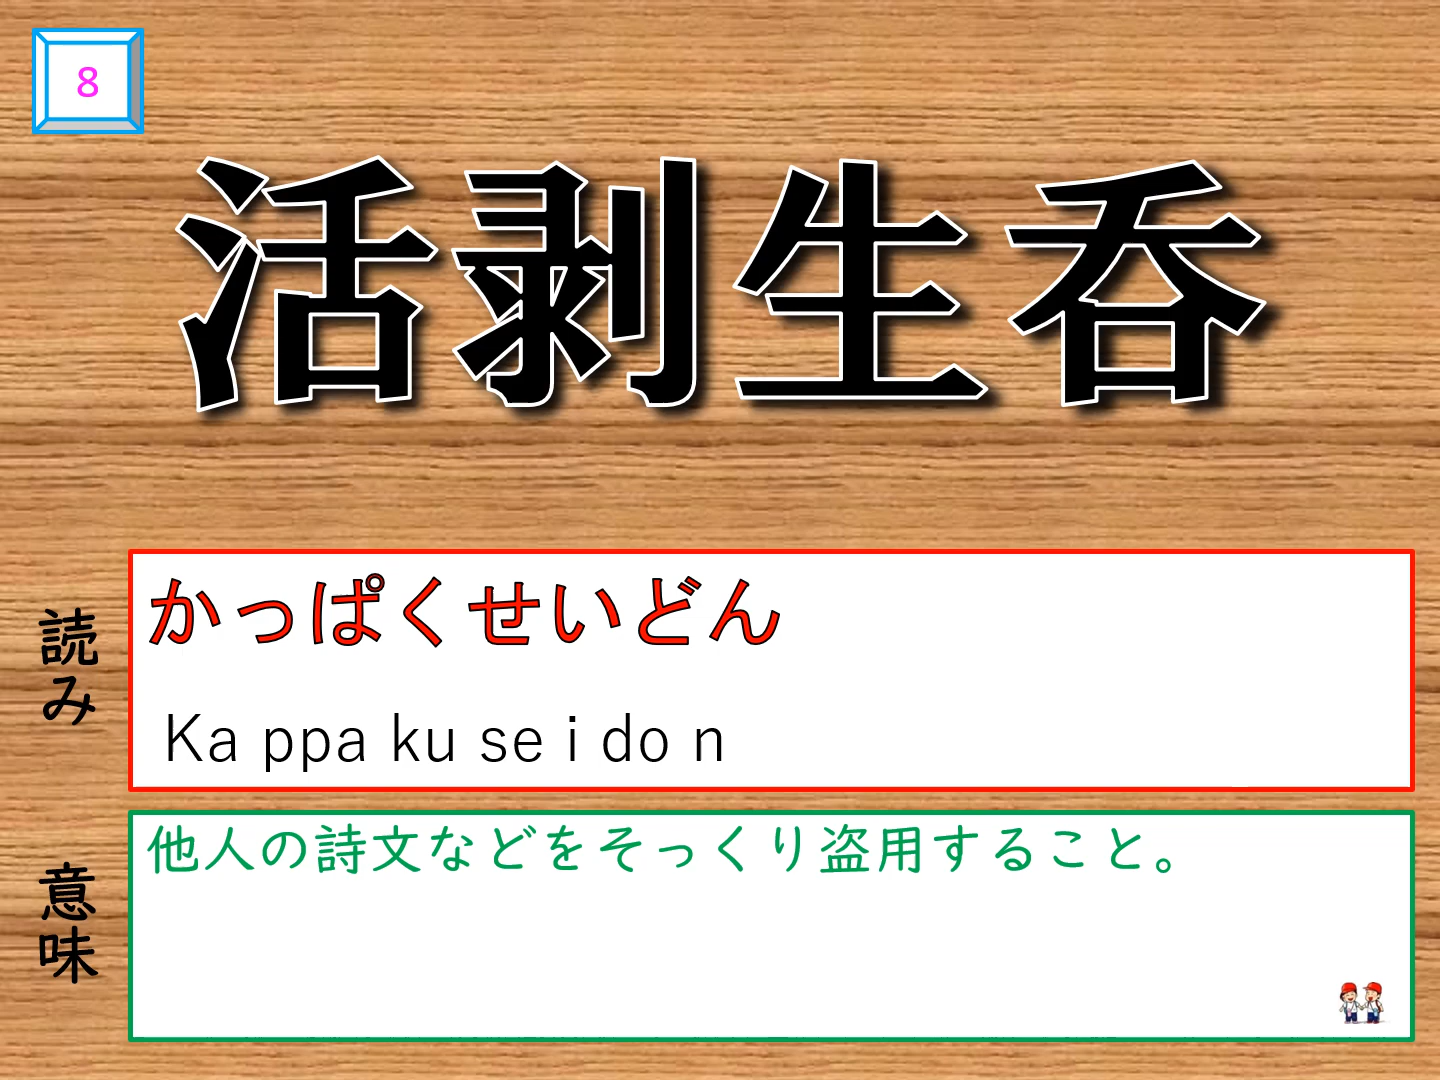 8
活剥生呑
読み
かっぱくせいどん
Ka ppa ku se i do n
意味
他人の詩文などをそっくり盗用すること。